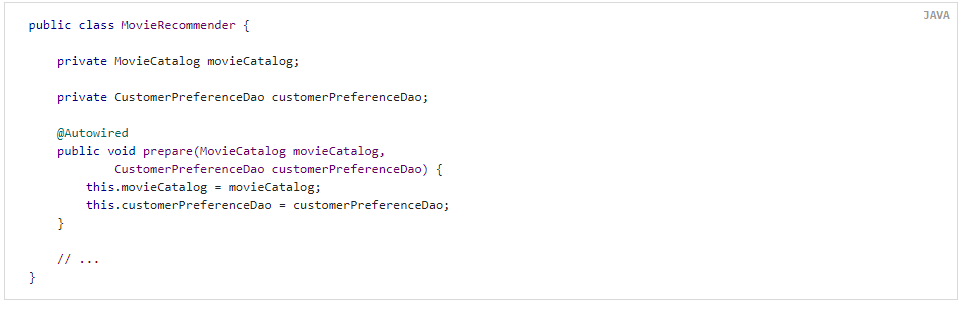 JAVA
public class MovieRecommender {
private MovieCatalog movieCatalog;
private CustomerPreferenceDao customerPreferenceDao;
@Autowired
public void prepare(MovieCatalog movieCatalog,
CustomerPreferenceDao customerPreferenceDao) {
this.movieCatalog = movieCatalog;
this.customerPreferenceDao = customerPreferenceDao;
}
// ...
}